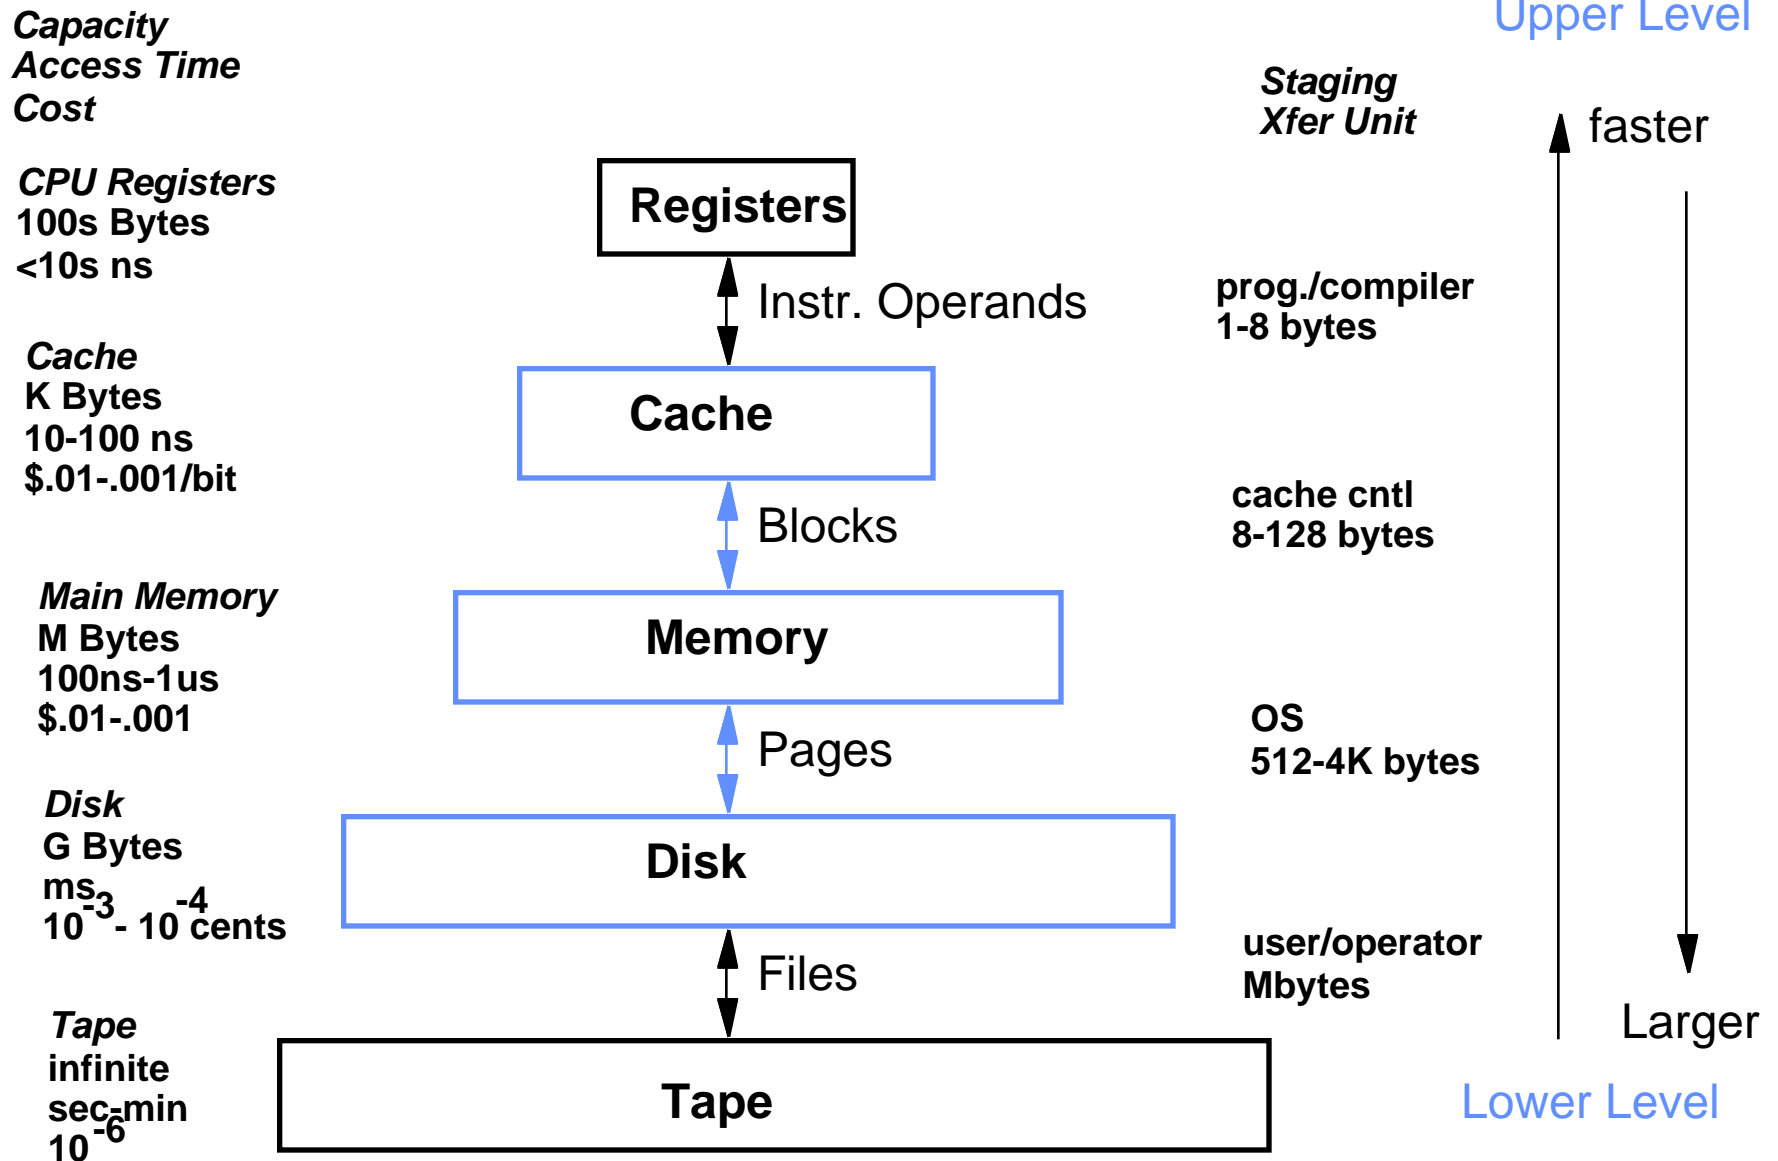 Upper Level
Capacity
Access Time
Cost
Staging
Xfer Unit
faster
CPU Registers
100s Bytes
<10s ns
Registers
Instr. Operands
prog./compiler
1-8 bytes
Cache
K Bytes
10-100 ns
$.01-.001/bit
Cache
Blocks
cache cntl
8-128 bytes
Main Memory
M Bytes
100ns-1us
$.01-.001
Memory
Pages
OS
512-4K bytes
Disk
G Bytes
ms
10^-3 - 10^-4 cents
Disk
Files
user/operator
Mbytes
Larger
Tape
infinite
sec-min
10^-6
Tape
Lower Level